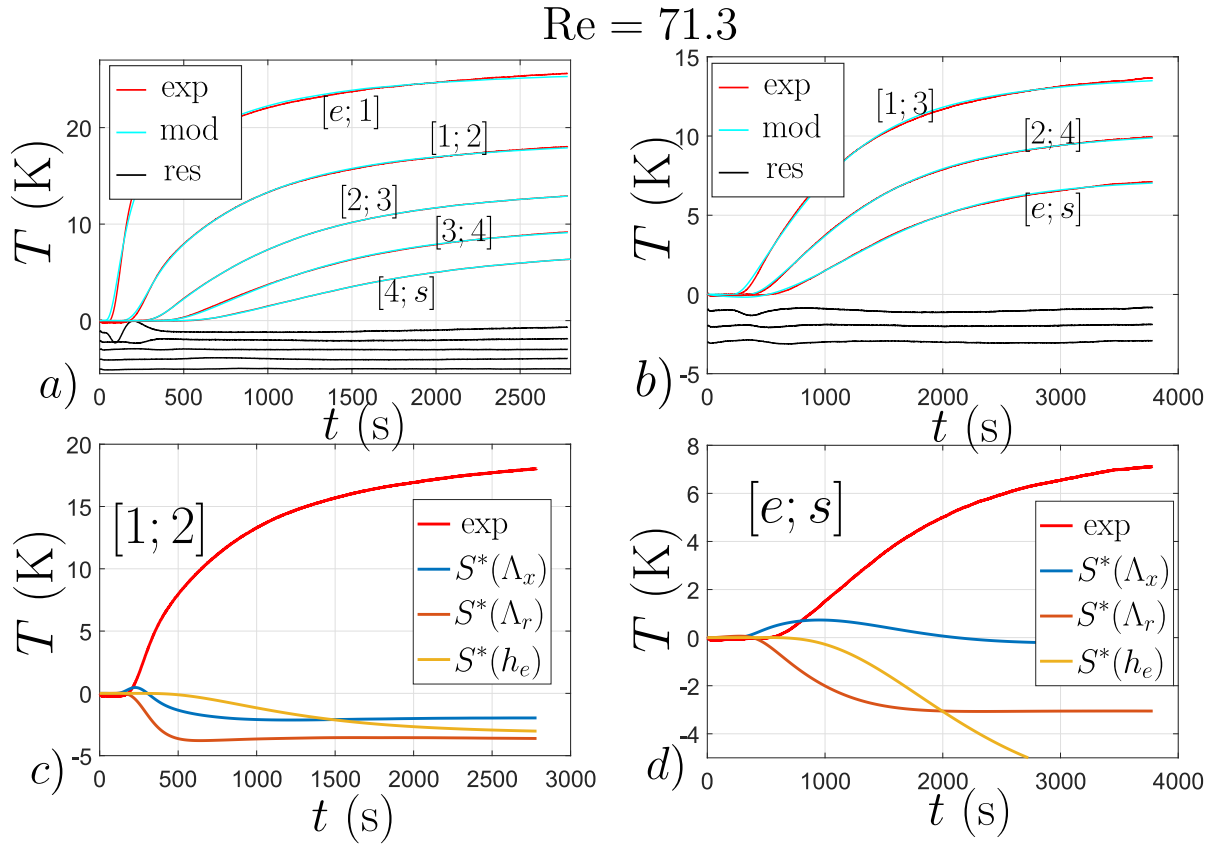 Re = 71.3
T (K)
20
10
0
exp
mod
res
[e; 1]
[1; 2]
[2; 3]
[3; 4]
[4; s]
0 500 1000 1500 2000 2500
a)
t (s)
T (K)
15
10
5
0
-5
exp
mod
res
[1; 3]
[2; 4]
[e; s]
0 1000 2000 3000 4000
b)
t (s)
T (K)
20
15
10
5
0
-5
[1; 2]
exp
S*(Λx)
S*(Λr)
S*(he)
0 500 1000 1500 2000 2500 3000
c)
t (s)
T (K)
8
6
4
2
0
-2
-4
[e; s]
exp
S*(Λx)
S*(Λr)
S*(he)
0 1000 2000 3000 4000
d)
t (s)